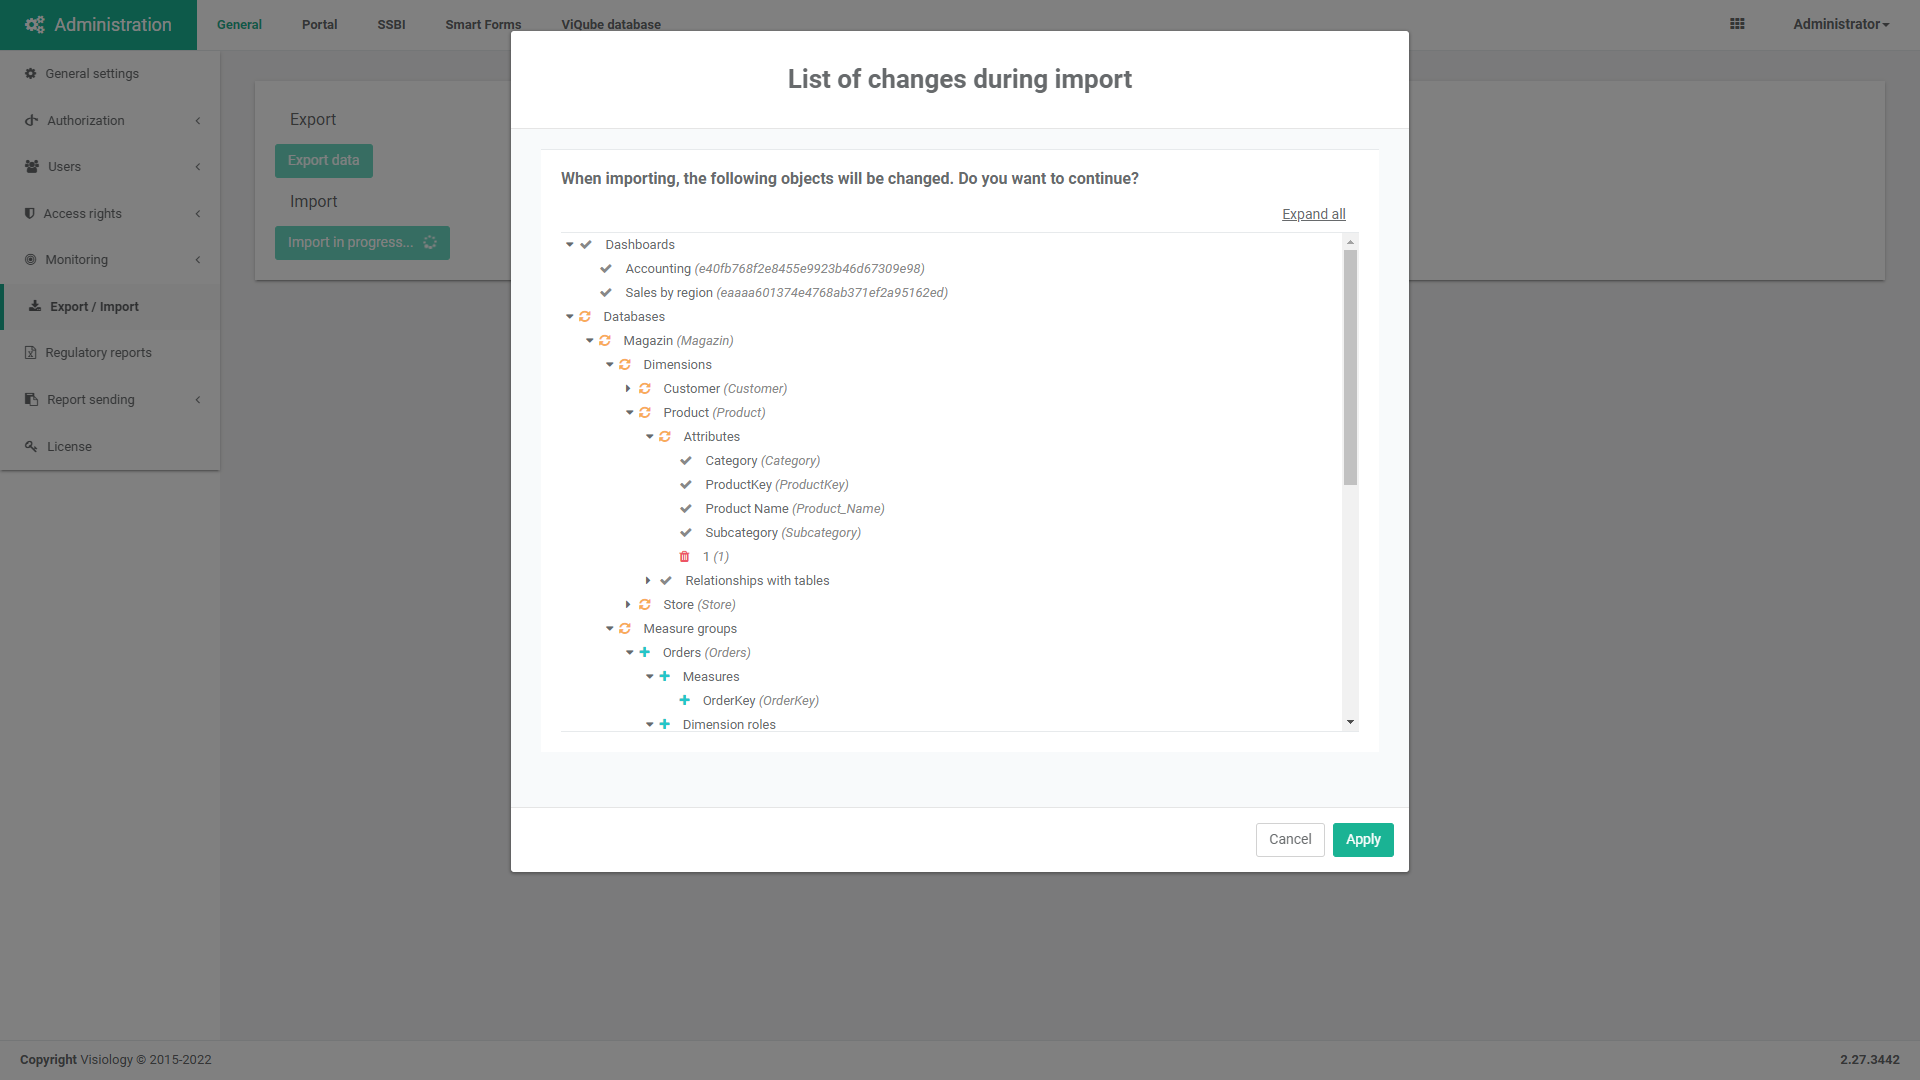 Administration
General
Portal
SSBI
Smart Forms
ViQube database
Administrator
General settings
Authorization
Users
Access rights
Monitoring
Export / Import
Regulatory reports
Report sending
License
Export
Export data
Import
Import in progress...
List of changes during import
When importing, the following objects will be changed. Do you want to continue?
Expand all
Dashboards
Accounting (e40fb768f2e8455e9923b46d67309e98)
Sales by region (eaaaa601374e4768ab371ef2a95162ed)
Databases
Magazin (Magazin)
Dimensions
Customer (Customer)
Product (Product)
Attributes
Category (Category)
ProductKey (ProductKey)
Product Name (Product_Name)
Subcategory (Subcategory)
1 (1)
Relationships with tables
Store (Store)
Measure groups
Orders (Orders)
Measures
OrderKey (OrderKey)
Dimension roles
Cancel
Apply
Copyright Visiology © 2015-2022
2.27.3442